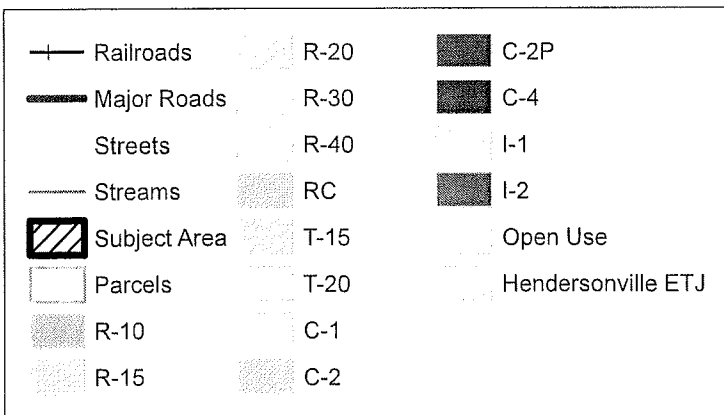 Railroads
Major Roads
Streets
Streams
Subject Area
Parcels
R-10
R-15
R-20
R-30
R-40
RC
T-15
T-20
C-1
C-2
C-2P
C-4
I-1
I-2
Open Use
Hendersonville ETJ